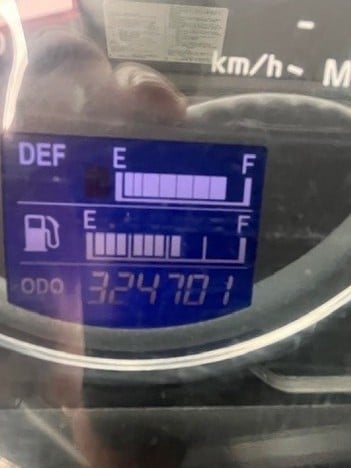 km/h M
DEF E F
E F
ODO 324701